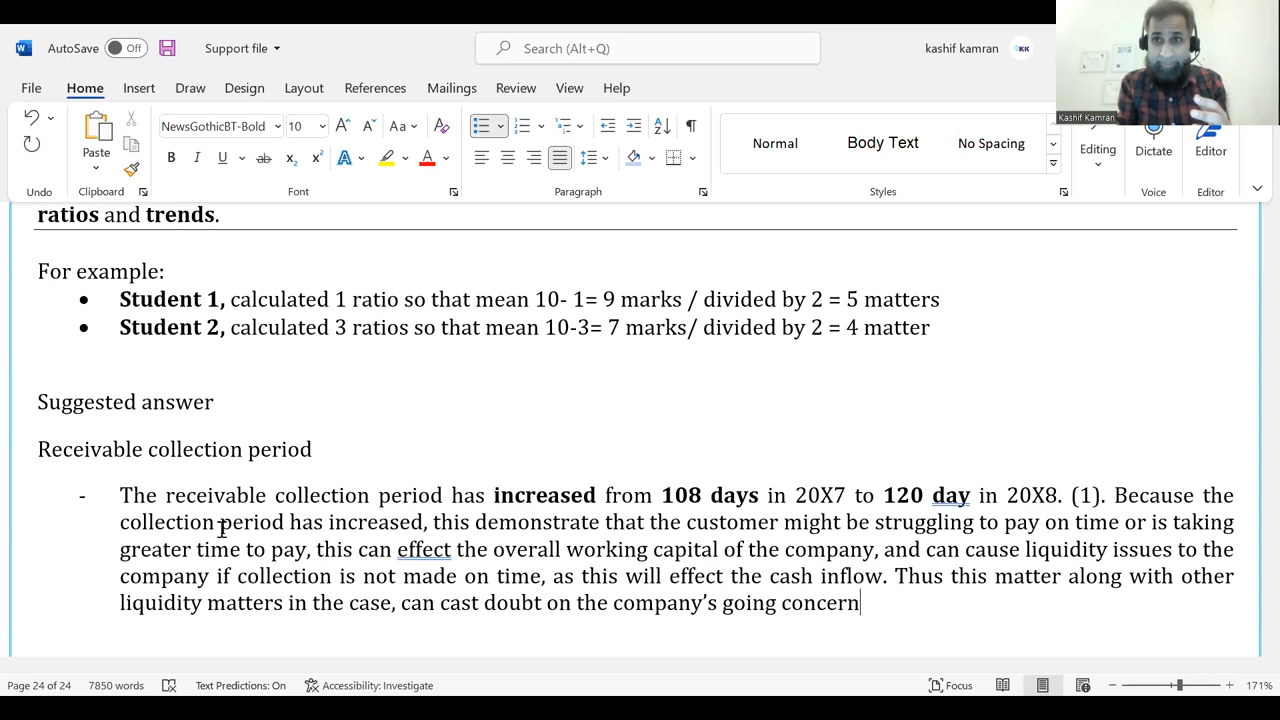 AutoSave Off Support file Search (Alt+Q) kashif kamran KK
File Home Insert Draw Design Layout References Mailings Review View Help
Kashif Kamran
NewsGothicBT-Bold 10 Aa A
Paste B I U ab x₂ x² A A
Normal Body Text No Spacing
Editing Dictate Editor
Undo Clipboard Font Paragraph Styles Voice Editor
ratios and trends.
For example:
• Student 1, calculated 1 ratio so that mean 10- 1= 9 marks / divided by 2 = 5 matters
• Student 2, calculated 3 ratios so that mean 10-3= 7 marks/ divided by 2 = 4 matter
Suggested answer
Receivable collection period
- The receivable collection period has increased from 108 days in 20X7 to 120 day in 20X8. (1). Because the
collection period has increased, this demonstrate that the customer might be struggling to pay on time or is taking
greater time to pay, this can effect the overall working capital of the company, and can cause liquidity issues to the
company if collection is not made on time, as this will effect the cash inflow. Thus this matter along with other
liquidity matters in the case, can cast doubt on the company’s going concern
Page 24 of 24 7850 words Text Predictions: On Accessibility: Investigate Focus 171%